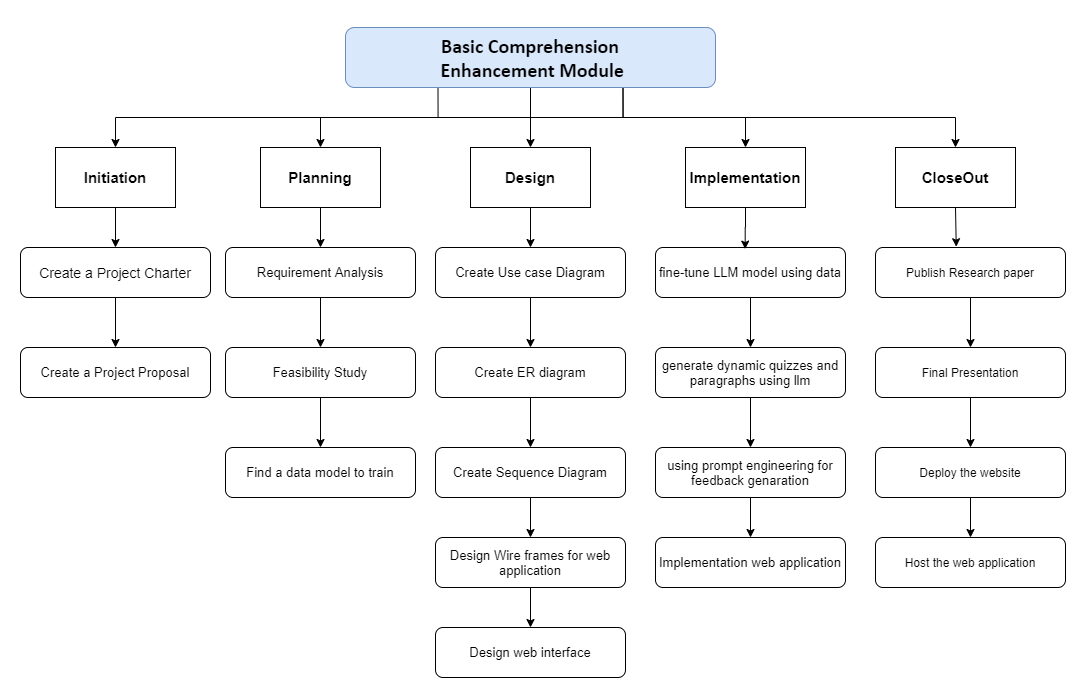 Basic Comprehension
Enhancement Module
Initiation
Planning
Design
Implementation
CloseOut
Create a Project Charter
Requirement Analysis
Create Use case Diagram
fine-tune LLM model using data
Publish Research paper
Create a Project Proposal
Feasibility Study
Create ER diagram
generate dynamic quizzes and
paragraphs using llm
Final Presentation
Find a data model to train
Create Sequence Diagram
using prompt engineering for
feedback genaration
Deploy the website
Design Wire frames for web
application
Implementation web application
Host the web application
Design web interface